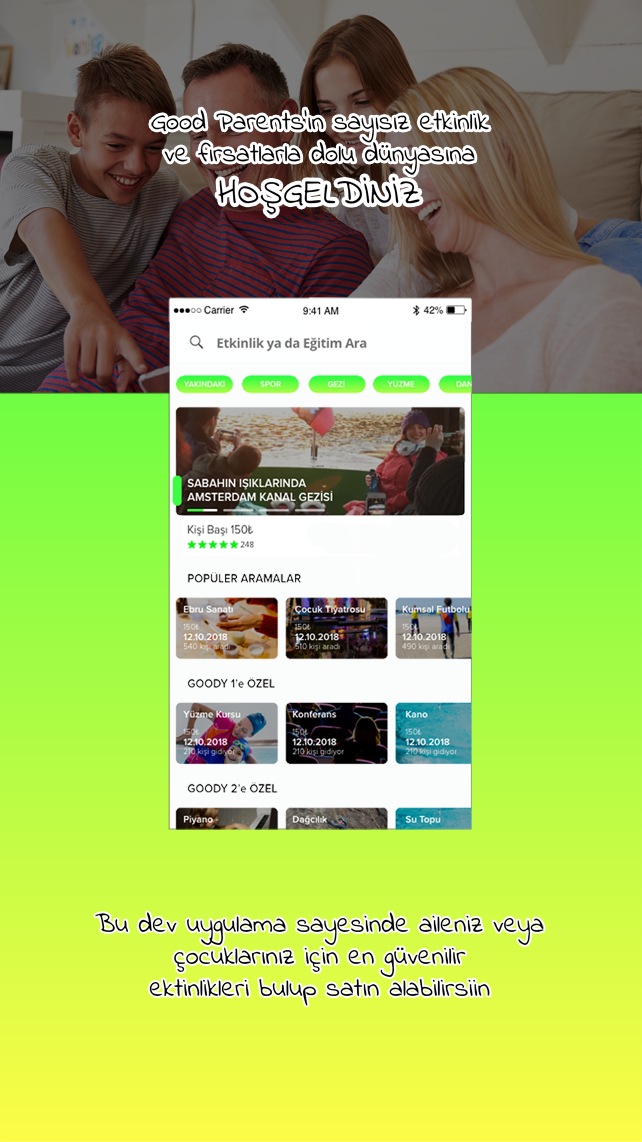 Good Parents'in sayısız etkinlik
ve fırsatlarla dolu dünyasına
HOŞGELDİNİZ
Carrier 9:41 AM 42%
Etkinlik ya da Eğitim Ara
YAKINDAKİ SPOR GEZİ YÜZME DAN
SABAHIN IŞIKLARINDA
AMSTERDAM KANAL GEZİSİ
Kişi Başı 150₺
248
POPÜLER ARAMALAR
Ebru Sanatı Çocuk Tiyatrosu Kumsal Futbolu
150₺ 150₺ 150₺
12.10.2018 12.10.2018 12.10.2018
540 kişi aradı 510 kişi aradı 490 kişi aradı
GOODY 1'e ÖZEL
Yüzme Kursu Konferans Kano
150₺ 150₺ 150₺
12.10.2018 12.10.2018 12.10.2018
210 kişi gidiyor 210 kişi gidiyor 210 kişi gidiyor
GOODY 2'e ÖZEL
Piyano Dağcılık Su Topu
Bu dev uygulama sayesinde aileniz veya
çocuklarınız için en güvenilir
ektinlikleri bulup satın alabilirsiin